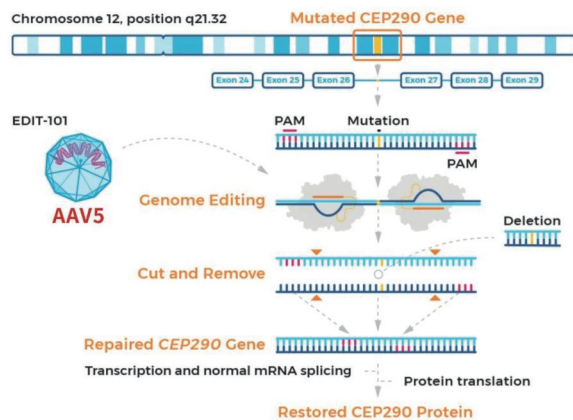 Chromosome 12, position q21.32
Mutated CEP290 Gene
Exon 24
Exon 25
Exon 26
Exon 27
Exon 28
Exon 29
EDIT-101
AAV5
PAM
Mutation
PAM
Genome Editing
Deletion
Cut and Remove
Repaired CEP290 Gene
Transcription and normal mRNA splicing
Protein translation
Restored CEP290 Protein